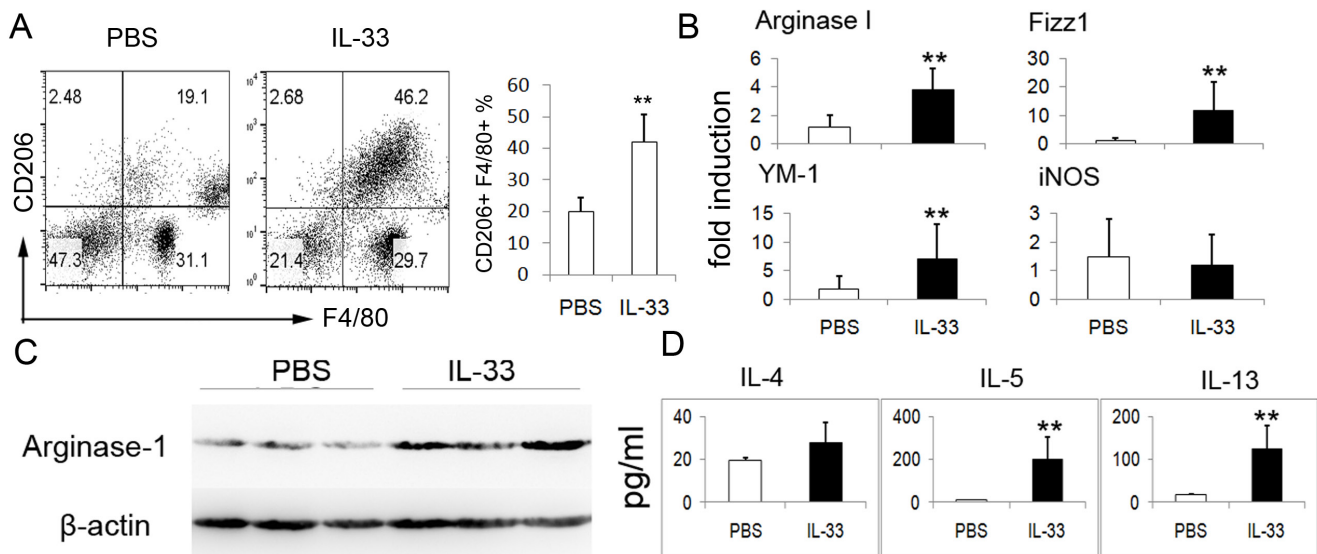 A
PBS
IL-33
2.48
19.1
47.3
31.1
10⁴
10³
10²
10¹
10⁰
2.68
46.2
21.4
29.7
CD206
F4/80
CD206+ F4/80+ %
60
50
40
30
20
10
0
**
PBS
IL-33
B
fold induction
Arginase I
6
4
2
0
**
Fizz1
30
20
10
0
**
YM-1
15
10
5
0
**
PBS
IL-33
iNOS
3
2
1
0
PBS
IL-33
C
PBS
IL-33
Arginase-1
β-actin
D
pg/ml
IL-4
40
20
0
PBS
IL-33
IL-5
400
200
0
**
PBS
IL-33
IL-13
200
100
0
**
PBS
IL-33